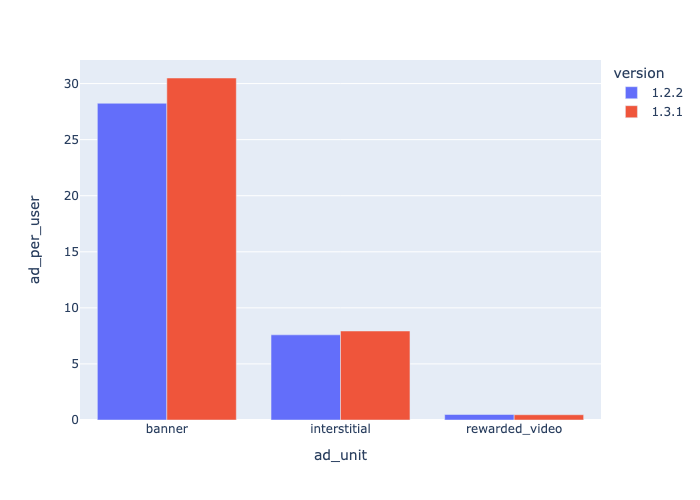 version
1.2.2
1.3.1
ad_per_user
30
25
20
15
10
5
0
banner interstitial rewarded_video
ad_unit